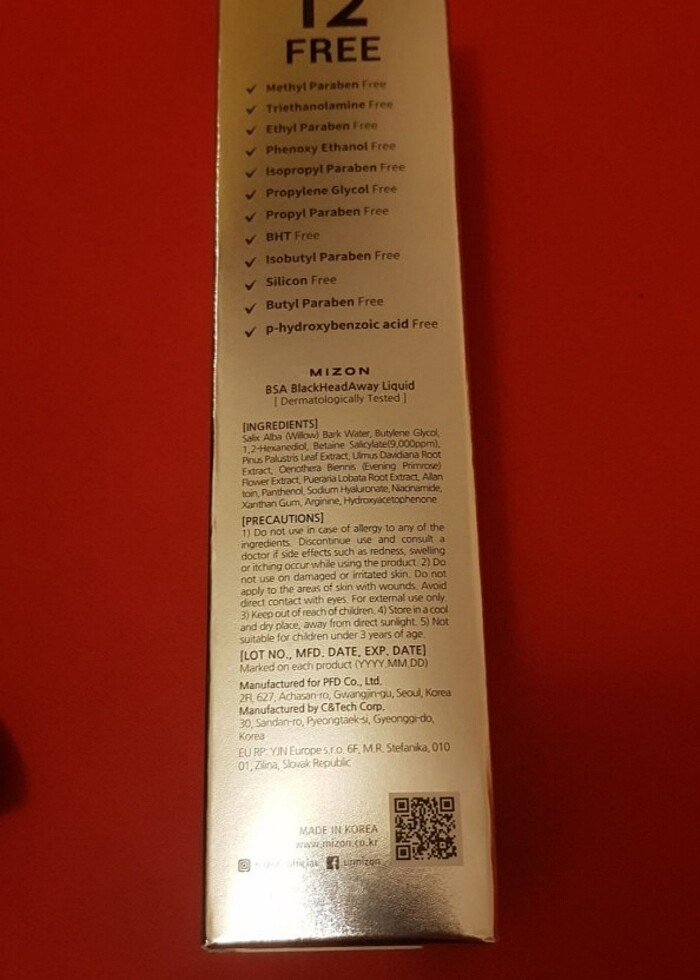 12
FREE
Methyl Paraben Free
Triethanolamine Free
Ethyl Paraben Free
Phenoxy Ethanol Free
Isopropyl Paraben Free
Propylene Glycol Free
Propyl Paraben Free
BHT Free
Isobutyl Paraben Free
Silicon Free
Butyl Paraben Free
p-hydroxybenzoic acid Free
MIZON
BSA BlackHeadAway Liquid
[ Dermatologically Tested ]
[INGREDIENTS]
Salix Alba (Willow) Bark Water, Butylene Glycol,
1,2-Hexanediol, Betaine Salicylate(9,000ppm),
Pinus Palustris Leaf Extract, Ulmus Davidiana Root
Extract, Oenothera Biennis (Evening Primrose)
Flower Extract, Pueraria Lobata Root Extract, Allan
toin, Panthenol, Sodium Hyaluronate, Niacinamide,
Xanthan Gum, Arginine, Hydroxyacetophenone
[PRECAUTIONS]
1) Do not use in case of allergy to any of the
ingredients. Discontinue use and consult a
doctor if side effects such as redness, swelling
or itching occur while using the product. 2) Do
not use on damaged or irritated skin. Do not
apply to the areas of skin with wounds. Avoid
direct contact with eyes. For external use only.
3) Keep out of reach of children. 4) Store in a cool
and dry place, away from direct sunlight. 5) Not
suitable for children under 3 years of age.
[LOT NO., MFD. DATE, EXP. DATE]
Marked on each product (YYYY.MM.DD)
Manufactured for PFD Co., Ltd.
2Fl, 627, Achasan-ro, Gwangjin-gu, Seoul, Korea
Manufactured by C&Tech Corp.
30, Sandan-ro, Pyeongtaek-si, Gyeonggi-do,
Korea
EU RP: YJN Europe s.r.o. 6F, M.R. Stefanika, 010
01, Zilina, Slovak Republic
MADE IN KOREA
www.mizon.co.kr
urmizon